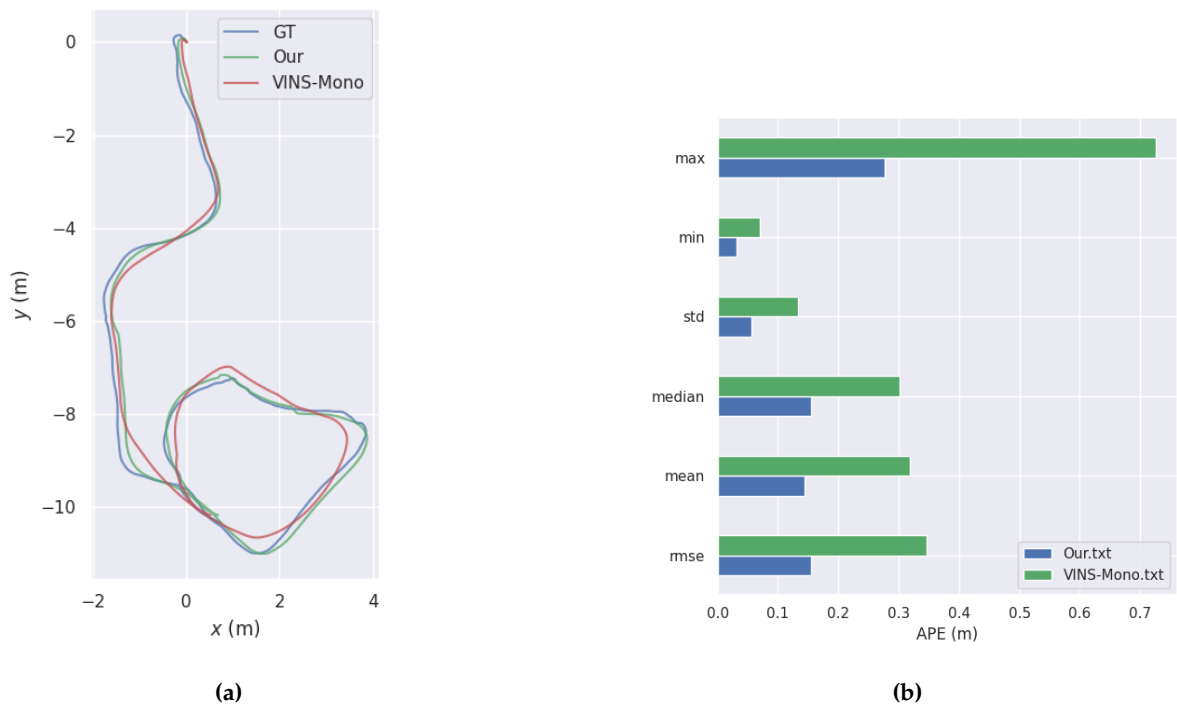 GT
Our
VINS-Mono
0
−2
−4
−6
−8
−10
y (m)
−2 0 2 4
x (m)
(a)
max
min
std
median
mean
rmse
Our.txt
VINS-Mono.txt
0.0 0.1 0.2 0.3 0.4 0.5 0.6 0.7
APE (m)
(b)